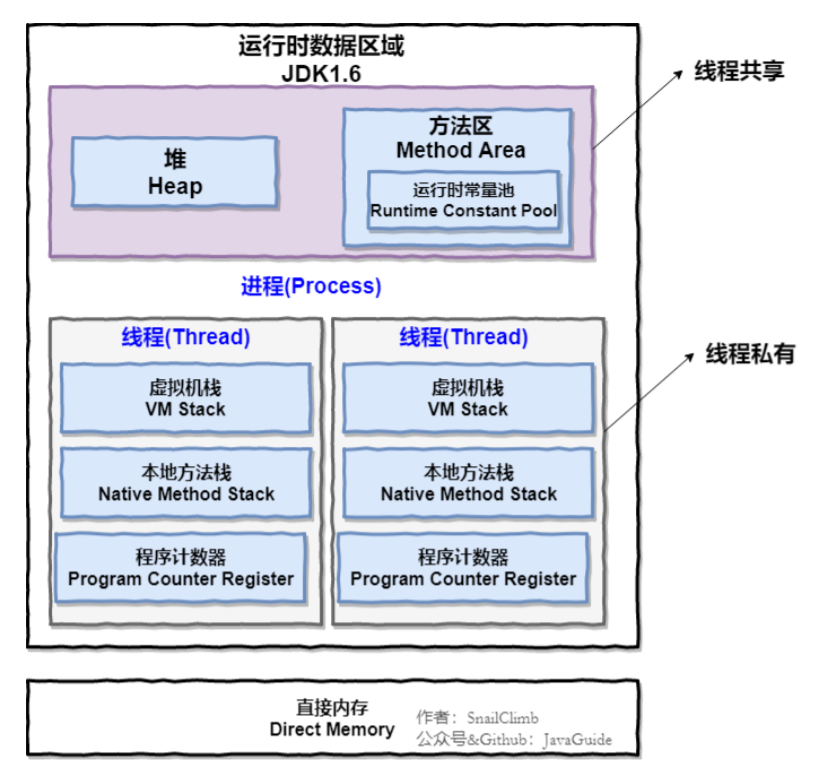 运行时数据区域
JDK1.6
线程共享
堆
Heap
方法区
Method Area
运行时常量池
Runtime Constant Pool
进程(Process)
线程(Thread)
虚拟机栈
VM Stack
本地方法栈
Native Method Stack
程序计数器
Program Counter Register
线程(Thread)
虚拟机栈
VM Stack
本地方法栈
Native Method Stack
程序计数器
Program Counter Register
线程私有
直接内存
Direct Memory
作者：SnailClimb
公众号&Github：JavaGuide